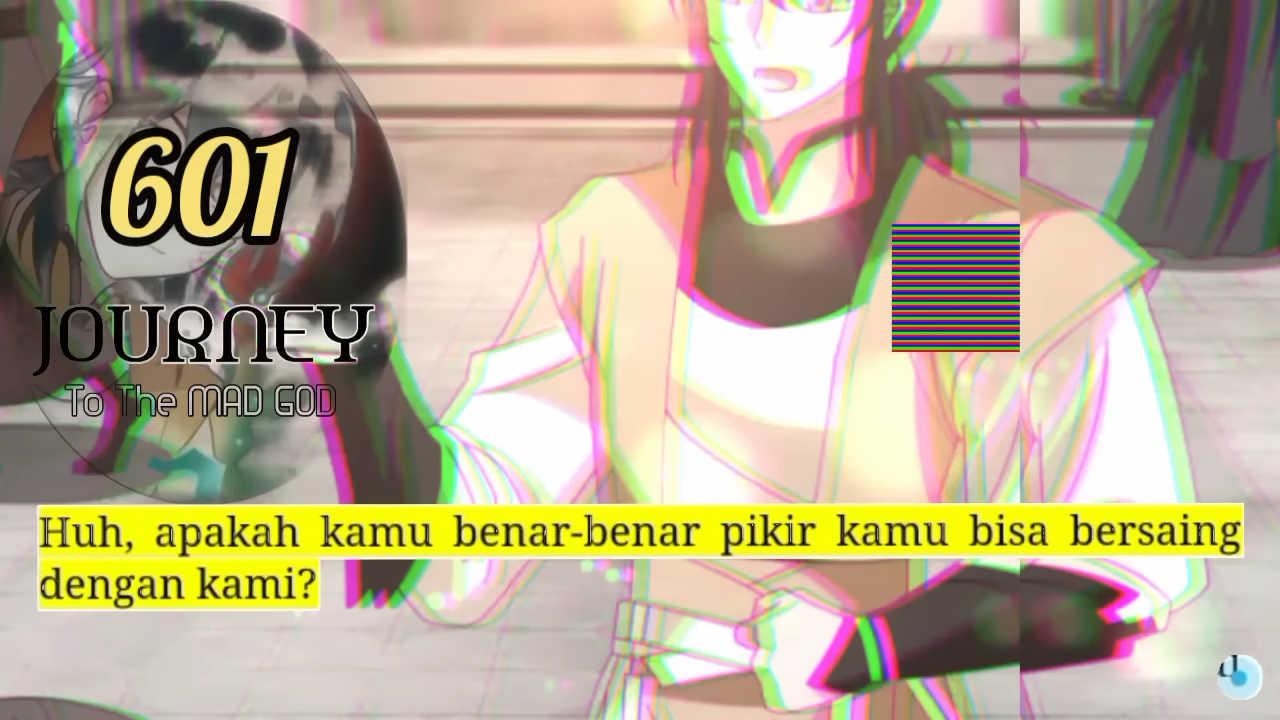 601
JOURNEY
To The MAD GOD
Huh, apakah kamu benar-benar pikir kamu bisa bersaing
dengan kami?